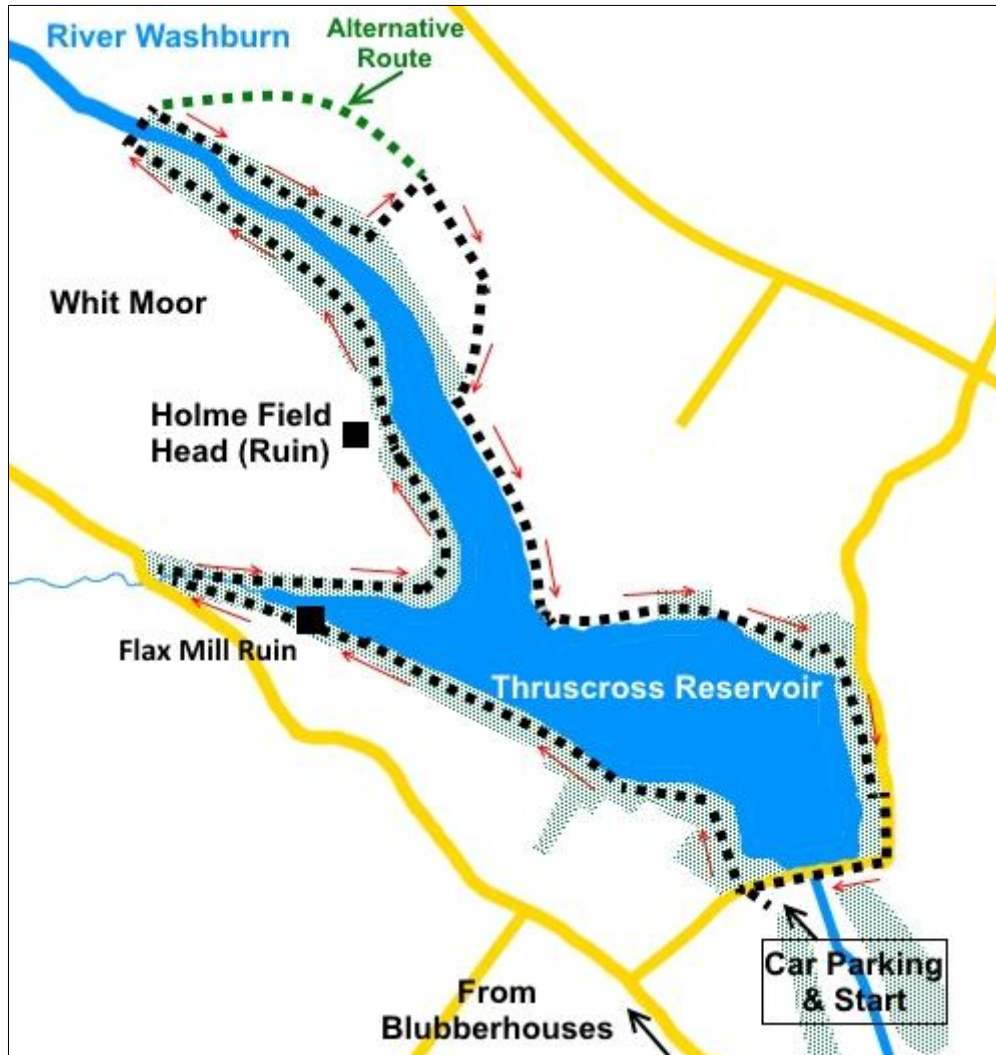 River Washburn
Alternative
Route
Whit Moor
Holme Field
Head (Ruin)
Flax Mill Ruin
Thruscross Reservoir
Car Parking
& Start
From
Blubberhouses